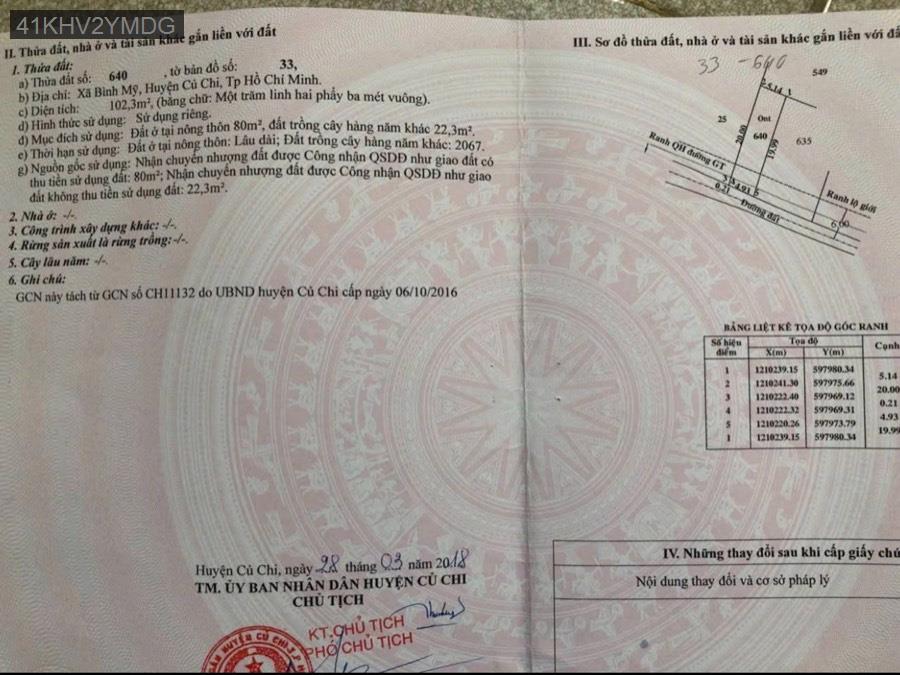 41KHV2YMDG
II. Thửa đất, nhà ở và tài sản khác gắn liền với đất
1. Thửa đất:
a) Thửa đất số: 640 , tờ bản đồ số: 33,
b) Địa chỉ: Xã Bình Mỹ, Huyện Củ Chi, Tp Hồ Chí Minh.
c) Diện tích: 102,3m², (bằng chữ: Một trăm linh hai phẩy ba mét vuông).
d) Hình thức sử dụng: Sử dụng riêng.
đ) Mục đích sử dụng: Đất ở tại nông thôn 80m², đất trồng cây hàng năm khác 22,3m².
e) Thời hạn sử dụng: Đất ở tại nông thôn: Lâu dài; Đất trồng cây hàng năm khác: 2067.
g) Nguồn gốc sử dụng: Nhận chuyển nhượng đất được Công nhận QSDĐ như giao đất có
thu tiền sử dụng đất: 80m²; Nhận chuyển nhượng đất được Công nhận QSDĐ như giao
đất không thu tiền sử dụng đất: 22,3m².
2. Nhà ở: -/-.
3. Công trình xây dựng khác: -/-.
4. Rừng sản xuất là rừng trồng: -/-.
5. Cây lâu năm: -/-.
6. Ghi chú:
GCN này tách từ GCN số CH11132 do UBND huyện Củ Chi cấp ngày 06/10/2016
Huyện Củ Chi, ngày 28 tháng 03 năm 2018
TM. ỦY BAN NHÂN DÂN HUYỆN CỦ CHI
CHỦ TỊCH
KT.CHỦ TỊCH
PHÓ CHỦ TỊCH
III. Sơ đồ thửa đất, nhà ở và tài sản khác gắn liền với đấ
33 - 640
549
2 5.14 1
25
Ont
640
635
20.00
19.99
Ranh QH đường GT
3
0.21
4 4.93 5
Ranh lộ giới
Đường đất
6.00
BẢNG LIỆT KÊ TỌA ĐỘ GÓC RANH
Số hiệu điểm Tọa độ Cạnh
X(m) Y(m)
1 1210239.15 597980.34
5.14
2 1210241.30 597975.66
20.00
3 1210222.40 597969.12
0.21
4 1210222.32 597969.31
4.93
5 1210220.26 597973.79
19.99
1 1210239.15 597980.34
IV. Những thay đổi sau khi cấp giấy chứ
Nội dung thay đổi và cơ sở pháp lý